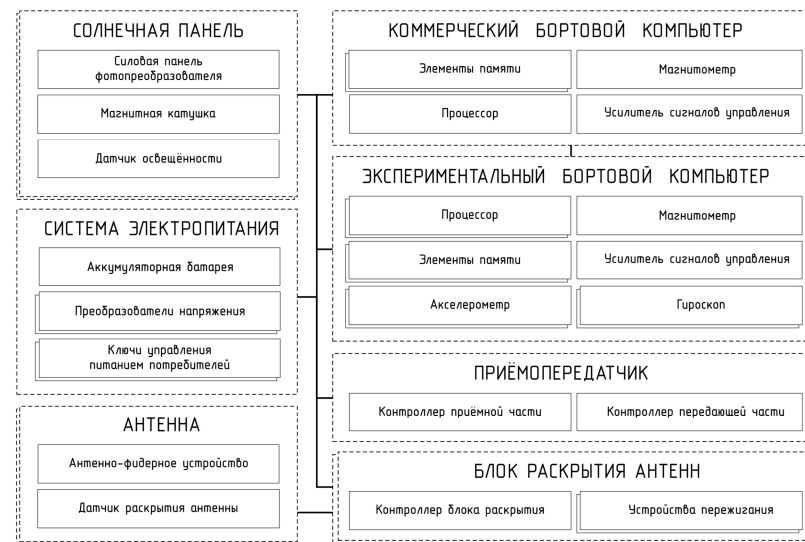 СОЛНЕЧНАЯ ПАНЕЛЬ
Силовая панель
фотопреобразователя
Магнитная катушка
Датчик освещённости
СИСТЕМА ЭЛЕКТРОПИТАНИЯ
Аккумуляторная батарея
Преобразователи напряжения
Ключи управления
питанием потребителей
АНТЕННА
Антенно-фидерное устройство
Датчик раскрытия антенны
КОММЕРЧЕСКИЙ БОРТОВОЙ КОМПЬЮТЕР
Элементы памяти
Магнитометр
Процессор
Усилитель сигналов управления
ЭКСПЕРИМЕНТАЛЬНЫЙ БОРТОВОЙ КОМПЬЮТЕР
Процессор
Магнитометр
Элементы памяти
Усилитель сигналов управления
Акселерометр
Гироскоп
ПРИЁМОПЕРЕДАТЧИК
Контроллер приёмной части
Контроллер передающей части
БЛОК РАСКРЫТИЯ АНТЕНН
Контроллер блока раскрытия
Устройства пережигания